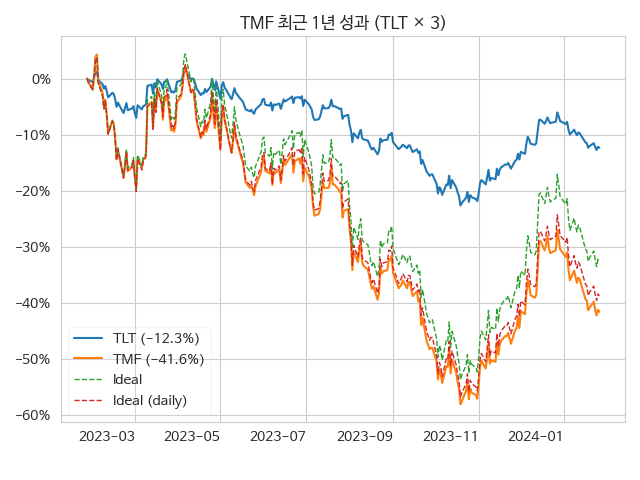 TMF 최근 1년 성과 (TLT × 3)
0%
−10%
−20%
−30%
−40%
−50%
−60%
TLT (−12.3%)
TMF (−41.6%)
Ideal
Ideal (daily)
2023−03
2023−05
2023−07
2023−09
2023−11
2024−01